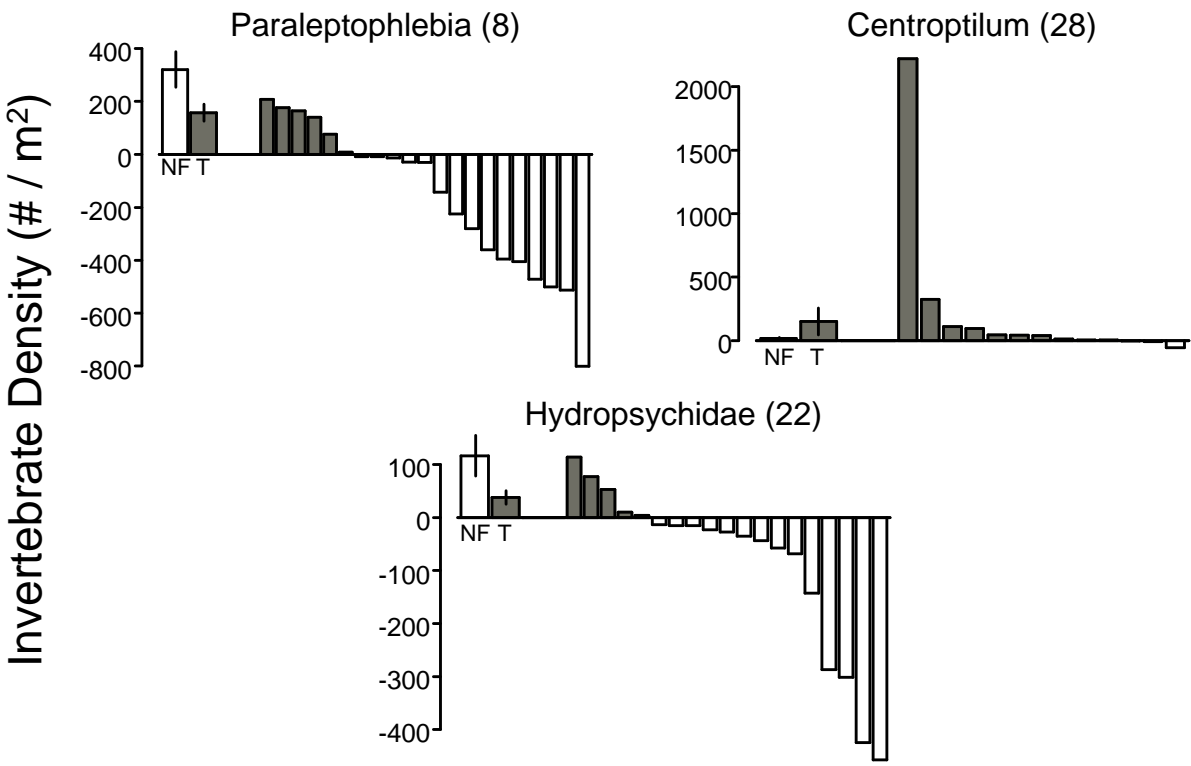 Invertebrate Density (# / m²)
Paraleptophlebia (8)
400
200
0
-200
-400
-600
-800
NF T
Centroptilum (28)
2000
1500
1000
500
0
NF T
Hydropsychidae (22)
100
0
-100
-200
-300
-400
NF T